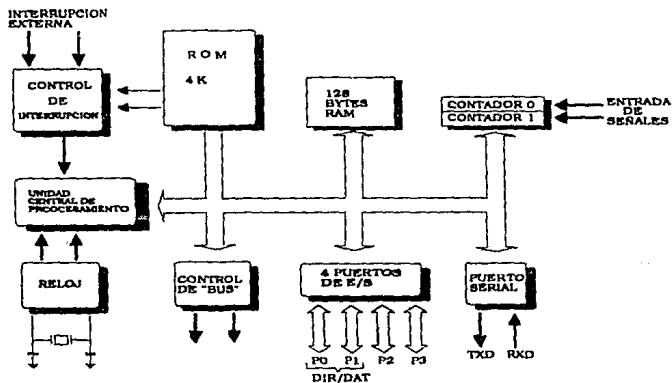 INTERRUPCION
EXTERNA
CONTROL
DE
INTERRUPCION
ROM
4K
128
BYTES
RAM
CONTADOR 0
CONTADOR 1
ENTRADA
DE
SEÑALES
UNIDAD
CENTRAL DE
PROCESAMIENTO
RELOJ
CONTROL
DE "BUS"
4 PUERTOS
DE E/S
PUERTO
SERIAL
P0 P1 P2 P3
DIR/DAT
TXD RXD